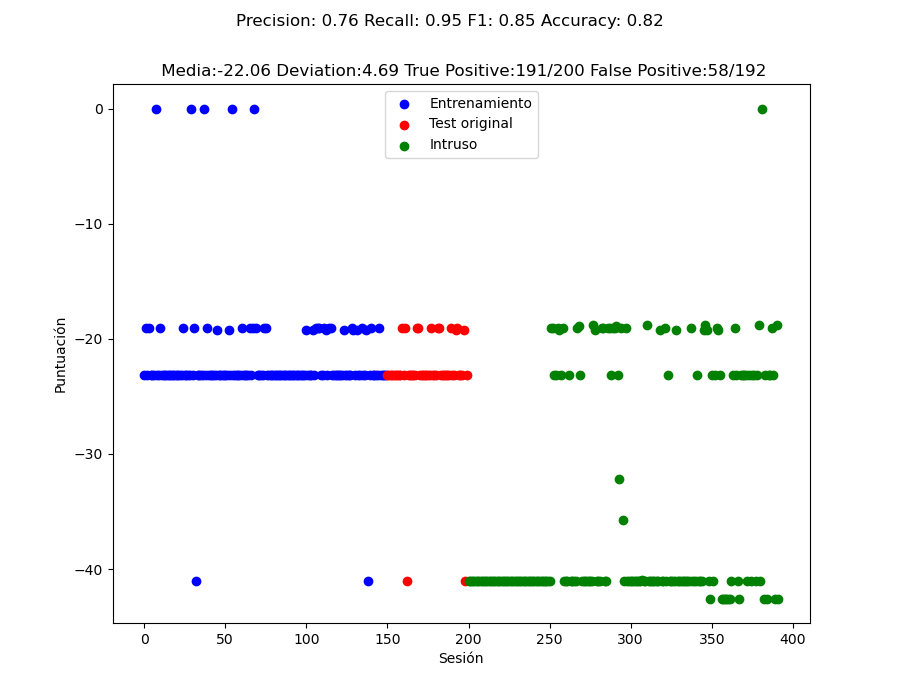 Precision: 0.76 Recall: 0.95 F1: 0.85 Accuracy: 0.82
Media:-22.06 Deviation:4.69 True Positive:191/200 False Positive:58/192
Entrenamiento
Test original
Intruso
0
−10
−20
−30
−40
Puntuación
0 50 100 150 200 250 300 350 400
Sesión